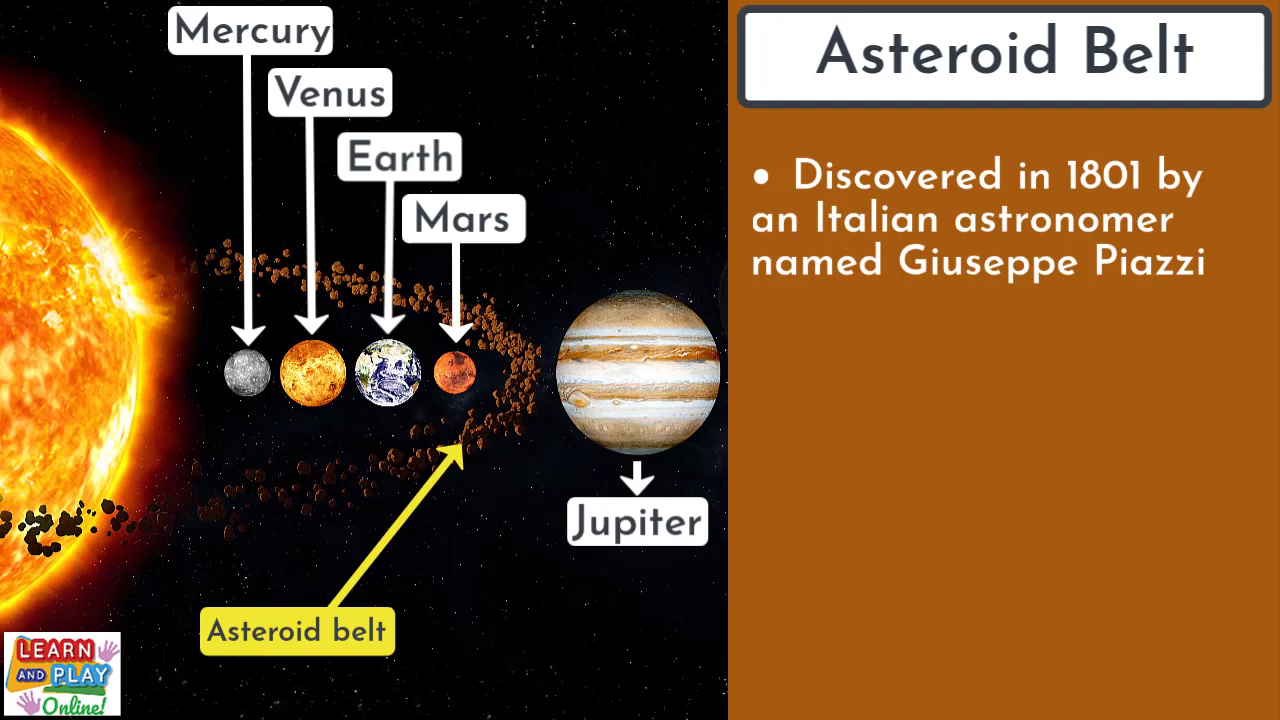 Mercury
Venus
Earth
Mars
Jupiter
Asteroid belt
LEARN
AND PLAY
Online!
Asteroid Belt
• Discovered in 1801 by
an Italian astronomer
named Giuseppe Piazzi